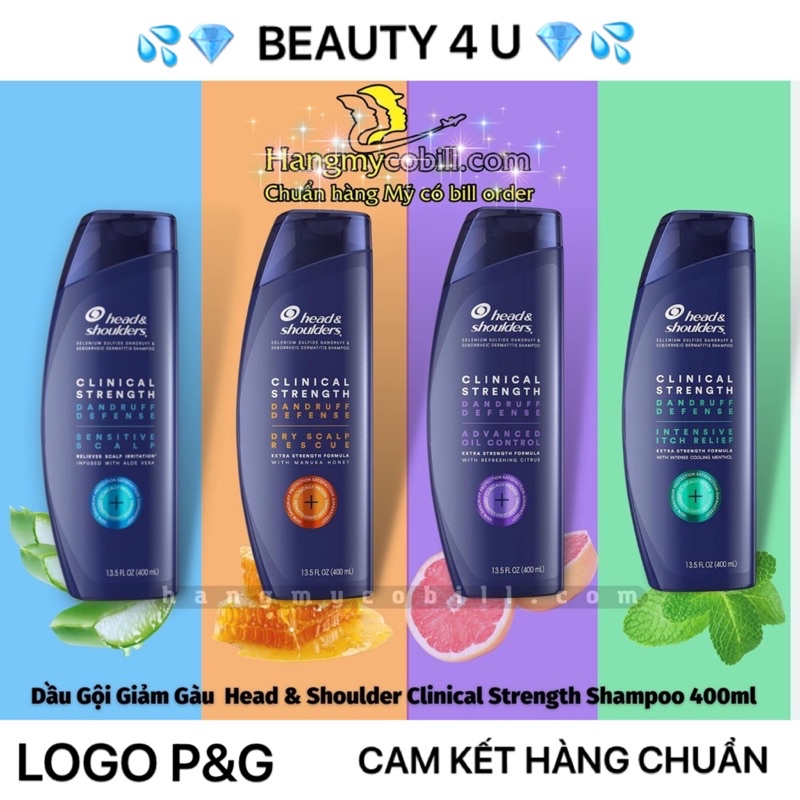 BEAUTY 4 U
Hangmycobill.com
Chuẩn hàng Mỹ có bill order
head &
shoulders
SELENIUM SULFIDE DANDRUFF &
SEBORRHEIC DERMATITIS SHAMPOO
CLINICAL
STRENGTH
DANDRUFF
DEFENSE
SENSITIVE
SCALP
RELIEVES SCALP IRRITATION*
INFUSED WITH ALOE VERA
13.5 FL OZ (400 mL)
head &
shoulders
SELENIUM SULFIDE DANDRUFF &
SEBORRHEIC DERMATITIS SHAMPOO
CLINICAL
STRENGTH
DANDRUFF
DEFENSE
DRY SCALP
RESCUE
EXTRA STRENGTH FORMULA
WITH MANUKA HONEY
13.5 FL OZ (400 mL)
head &
shoulders
SELENIUM SULFIDE DANDRUFF &
SEBORRHEIC DERMATITIS SHAMPOO
CLINICAL
STRENGTH
DANDRUFF
DEFENSE
ADVANCED
OIL CONTROL
EXTRA STRENGTH FORMULA
WITH REFRESHING CITRUS
13.5 FL OZ (400 mL)
head &
shoulders
SELENIUM SULFIDE DANDRUFF &
SEBORRHEIC DERMATITIS SHAMPOO
CLINICAL
STRENGTH
DANDRUFF
DEFENSE
INTENSIVE
ITCH RELIEF
EXTRA STRENGTH FORMULA
WITH INTENSE COOLING MENTHOL
13.5 FL OZ (400 mL)
hangmycobill.com
Dầu Gội Giảm Gàu Head & Shoulder Clinical Strength Shampoo 400ml
LOGO P&G
CAM KẾT HÀNG CHUẨN